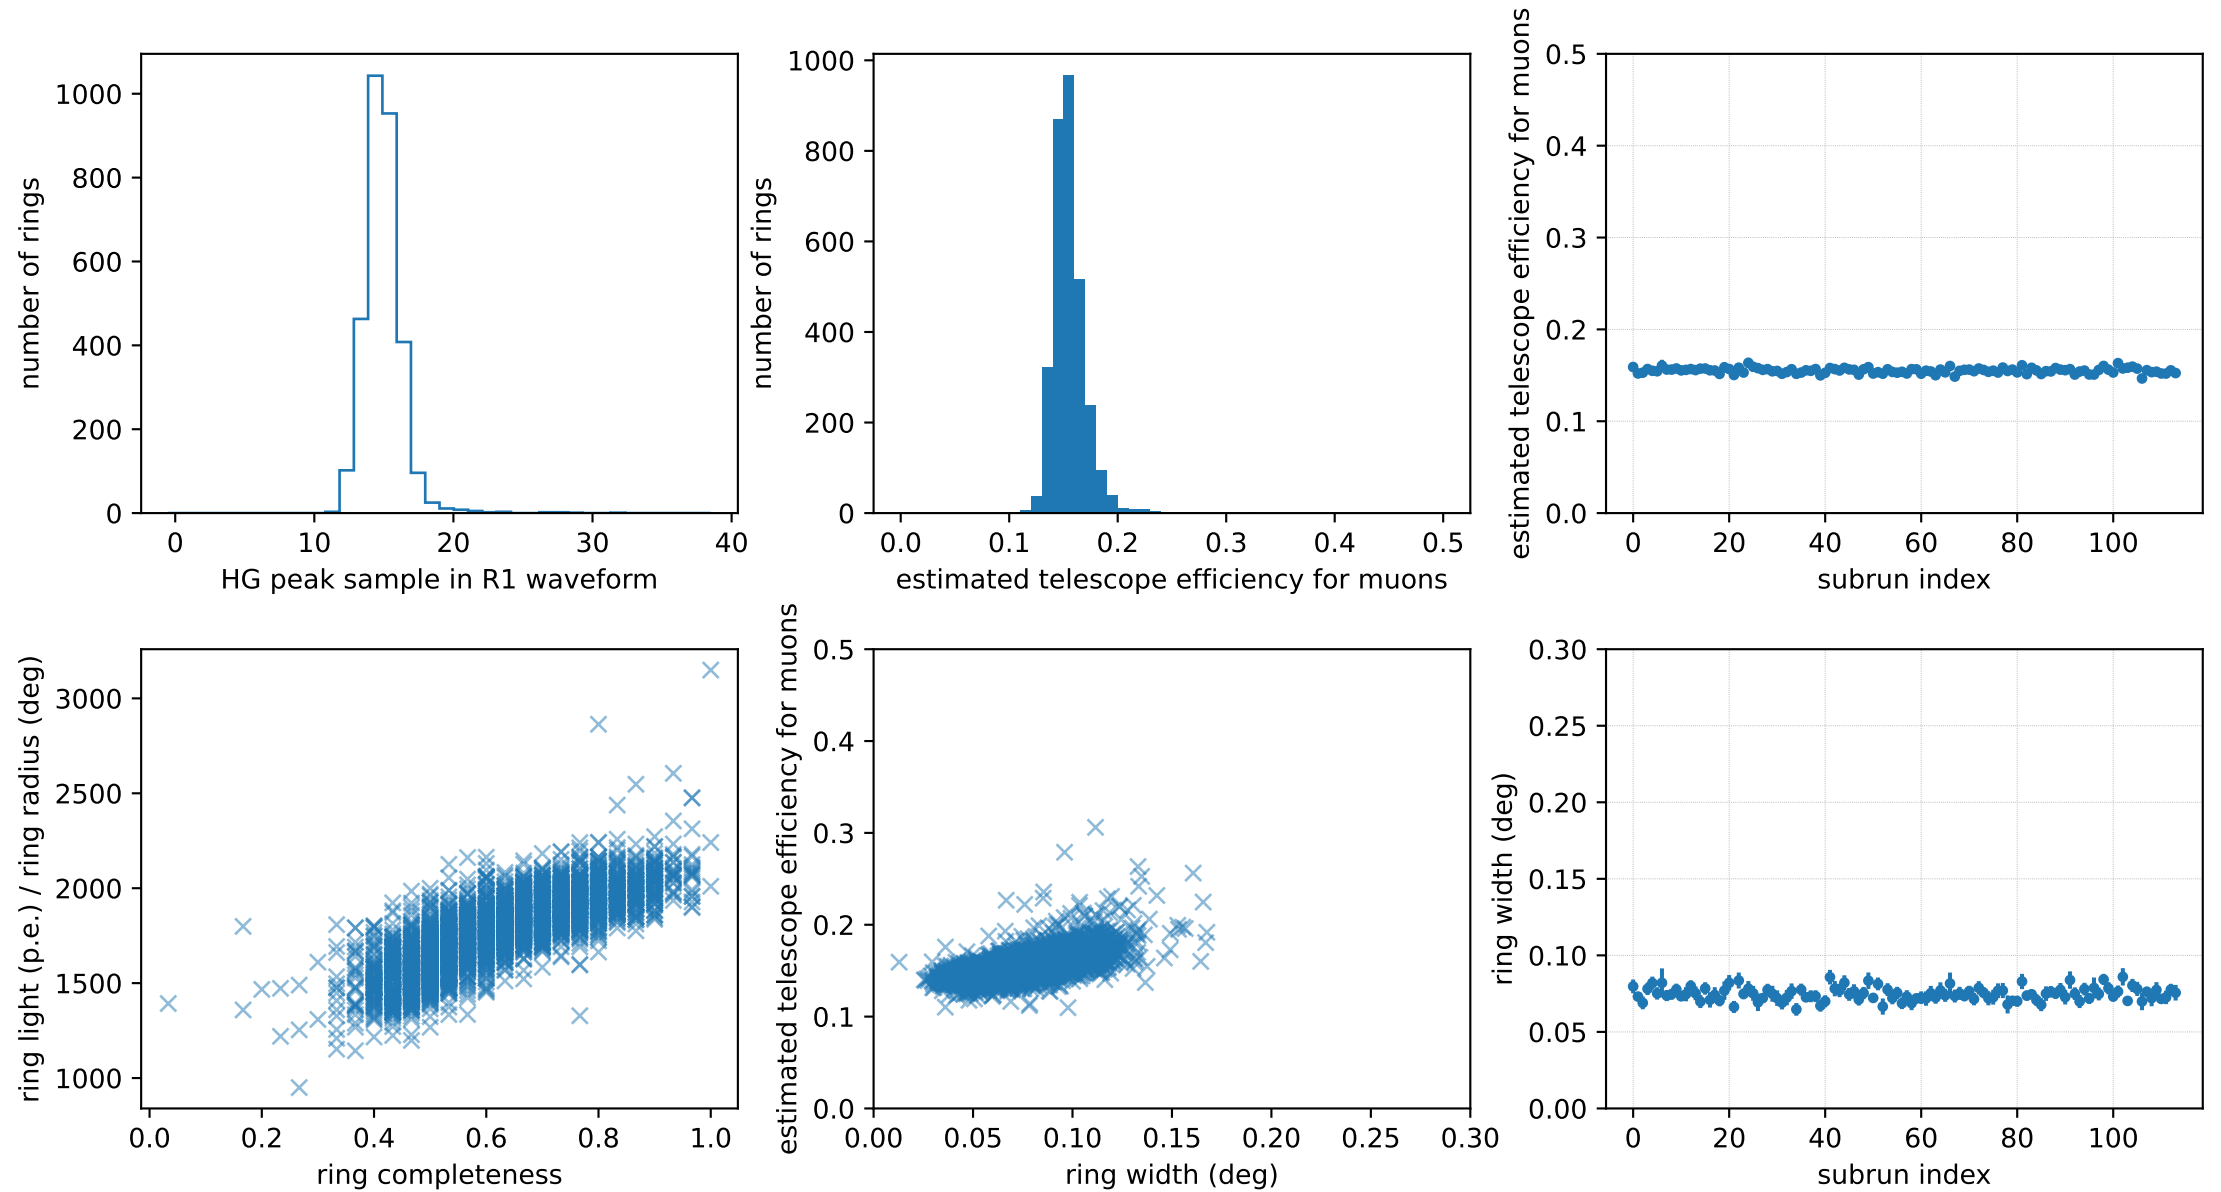 number of rings
1000
800
600
400
200
0
0 10 20 30 40
HG peak sample in R1 waveform
number of rings
1000
800
600
400
200
0
0.0 0.1 0.2 0.3 0.4 0.5
estimated telescope efficiency for muons
estimated telescope efficiency for muons
0.5
0.4
0.3
0.2
0.1
0.0
0 20 40 60 80 100
subrun index
ring light (p.e.) / ring radius (deg)
3000
2500
2000
1500
1000
0.0 0.2 0.4 0.6 0.8 1.0
ring completeness
estimated telescope efficiency for muons
0.5
0.4
0.3
0.2
0.1
0.0
0.00 0.05 0.10 0.15 0.20 0.25 0.30
ring width (deg)
ring width (deg)
0.30
0.25
0.20
0.15
0.10
0.05
0.00
0 20 40 60 80 100
subrun index